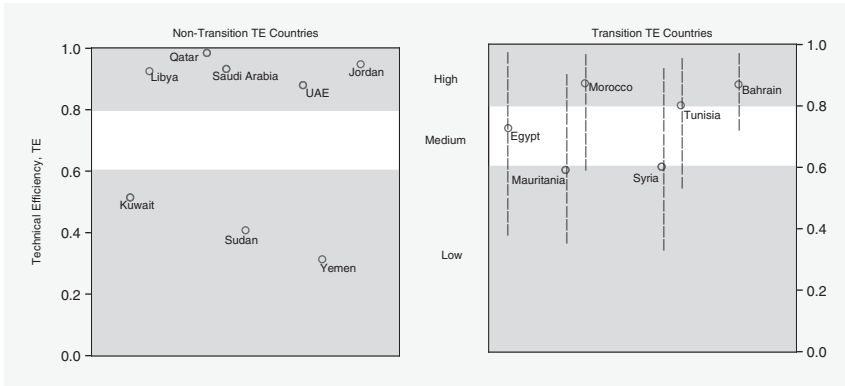 Non-Transition TE Countries
Technical Efficiency, TE
1.0
0.8
0.6
0.4
0.2
0.0
Qatar
Libya
Saudi Arabia
UAE
Jordan
Kuwait
Sudan
Yemen
High
Medium
Low
Transition TE Countries
Morocco
Bahrain
Tunisia
Egypt
Mauritania
Syria
1.0
0.8
0.6
0.4
0.2
0.0